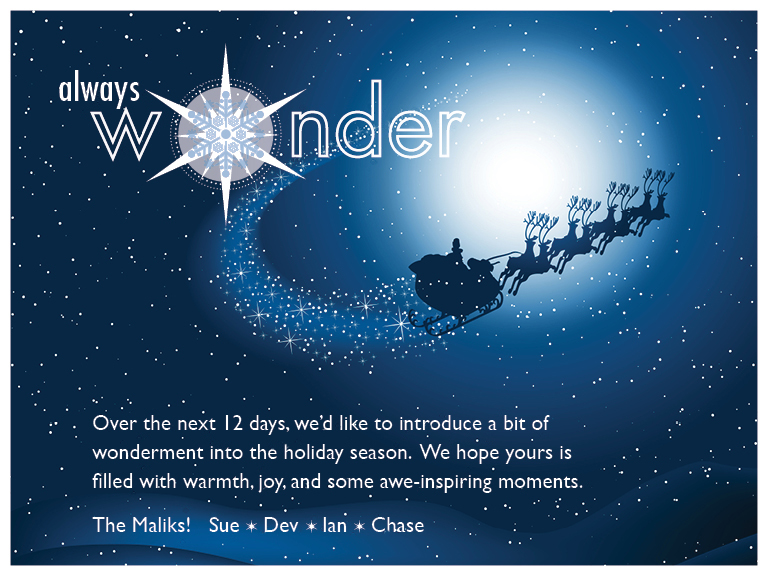 always
wonder
Over the next 12 days, we'd like to introduce a bit of
wonderment into the holiday season. We hope yours is
filled with warmth, joy, and some awe-inspiring moments.
The Maliks! Sue ✶ Dev ✶ Ian ✶ Chase